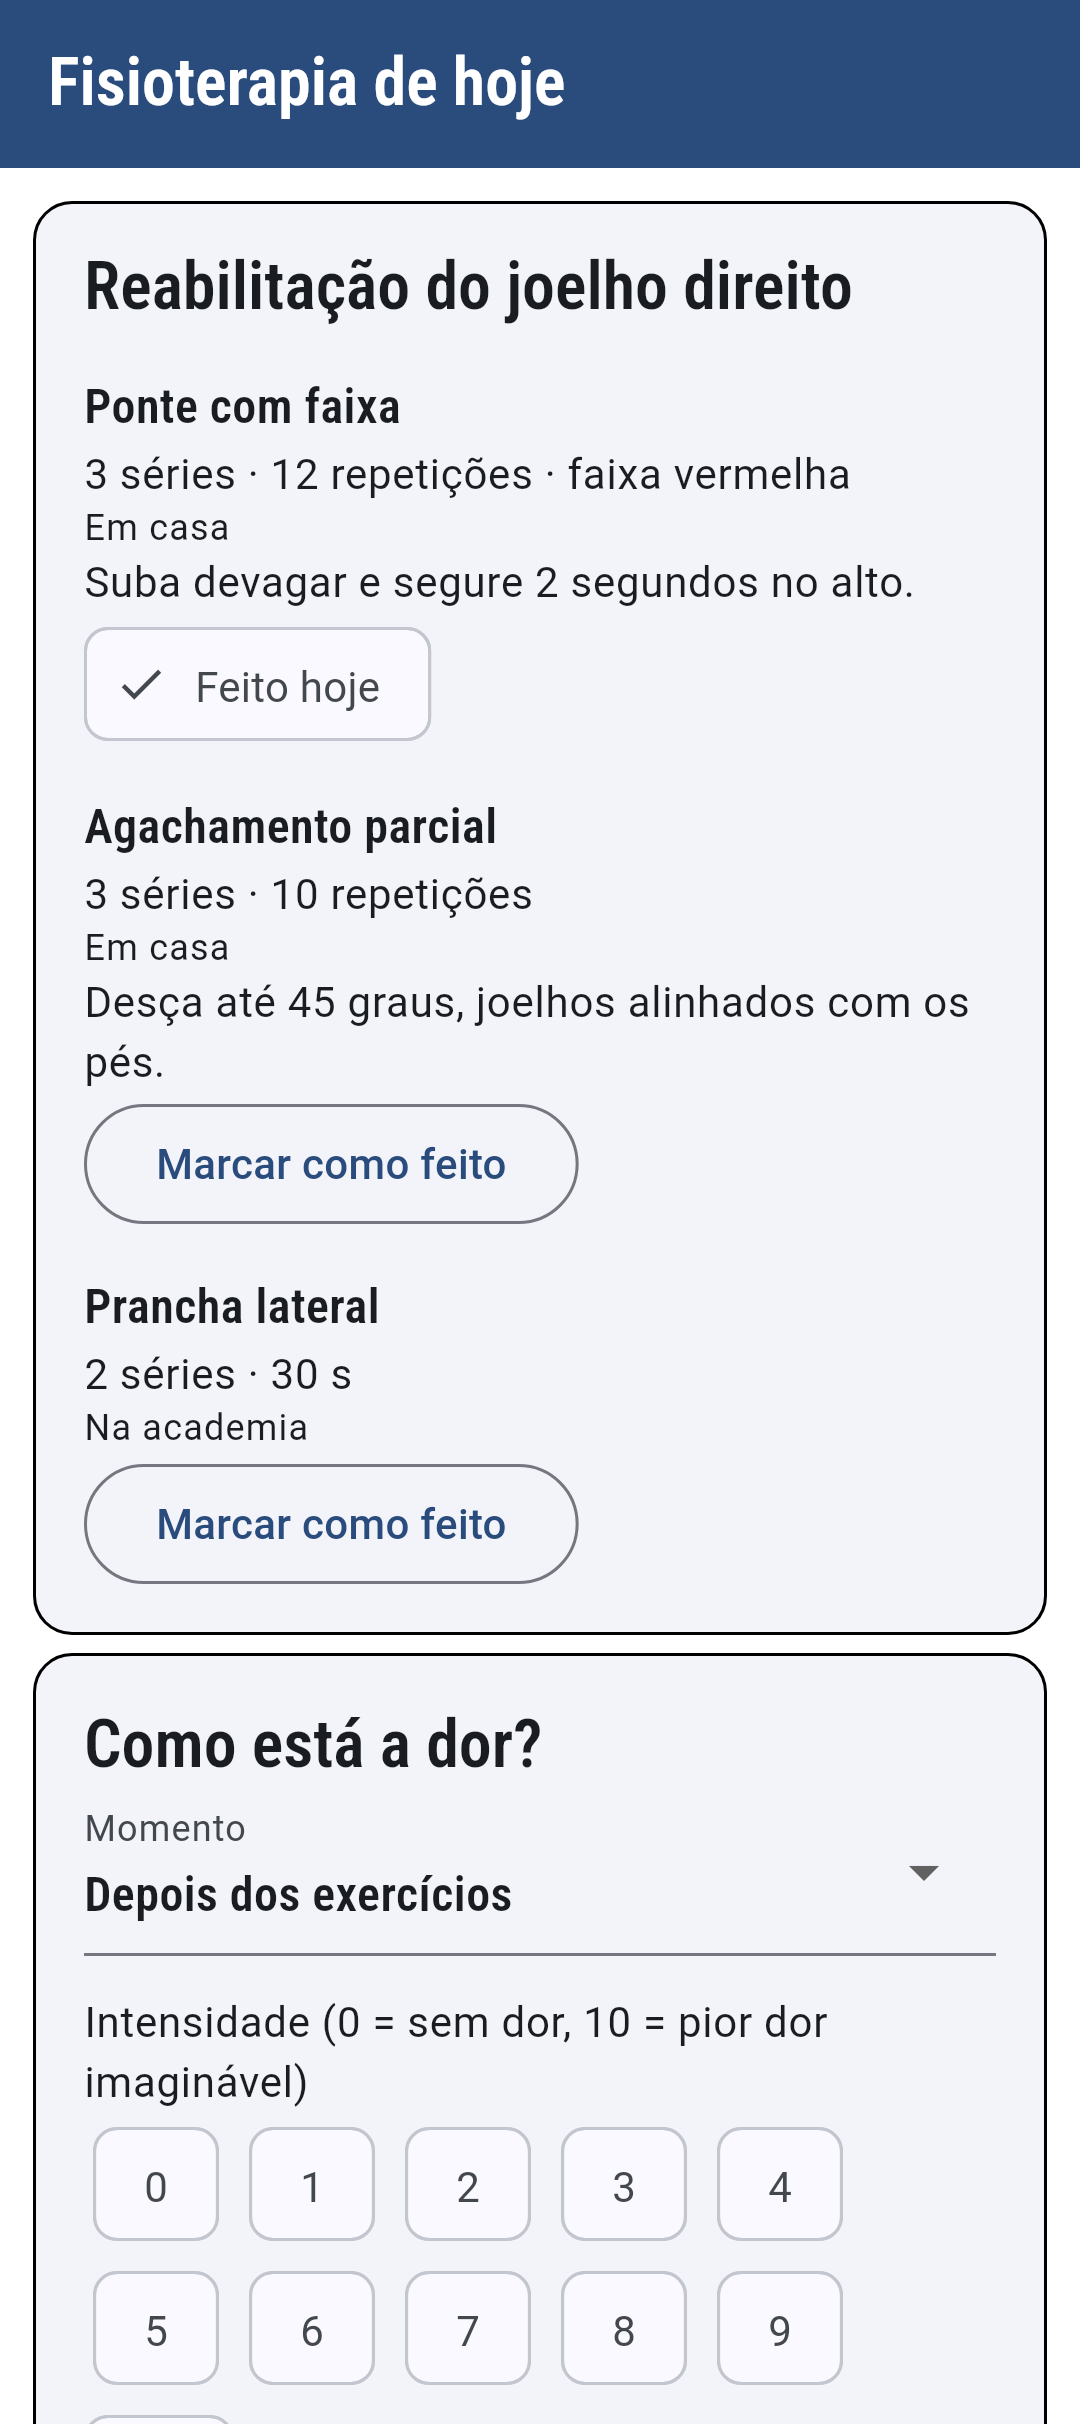 Fisioterapia de hoje
Reabilitação do joelho direito
Ponte com faixa
3 séries · 12 repetições · faixa vermelha
Em casa
Suba devagar e segure 2 segundos no alto.
Feito hoje
Agachamento parcial
3 séries · 10 repetições
Em casa
Desça até 45 graus, joelhos alinhados com os
pés.
Marcar como feito
Prancha lateral
2 séries · 30 s
Na academia
Marcar como feito
Como está a dor?
Momento
Depois dos exercícios
Intensidade (0 = sem dor, 10 = pior dor
imaginável)
0 1 2 3 4
5 6 7 8 9